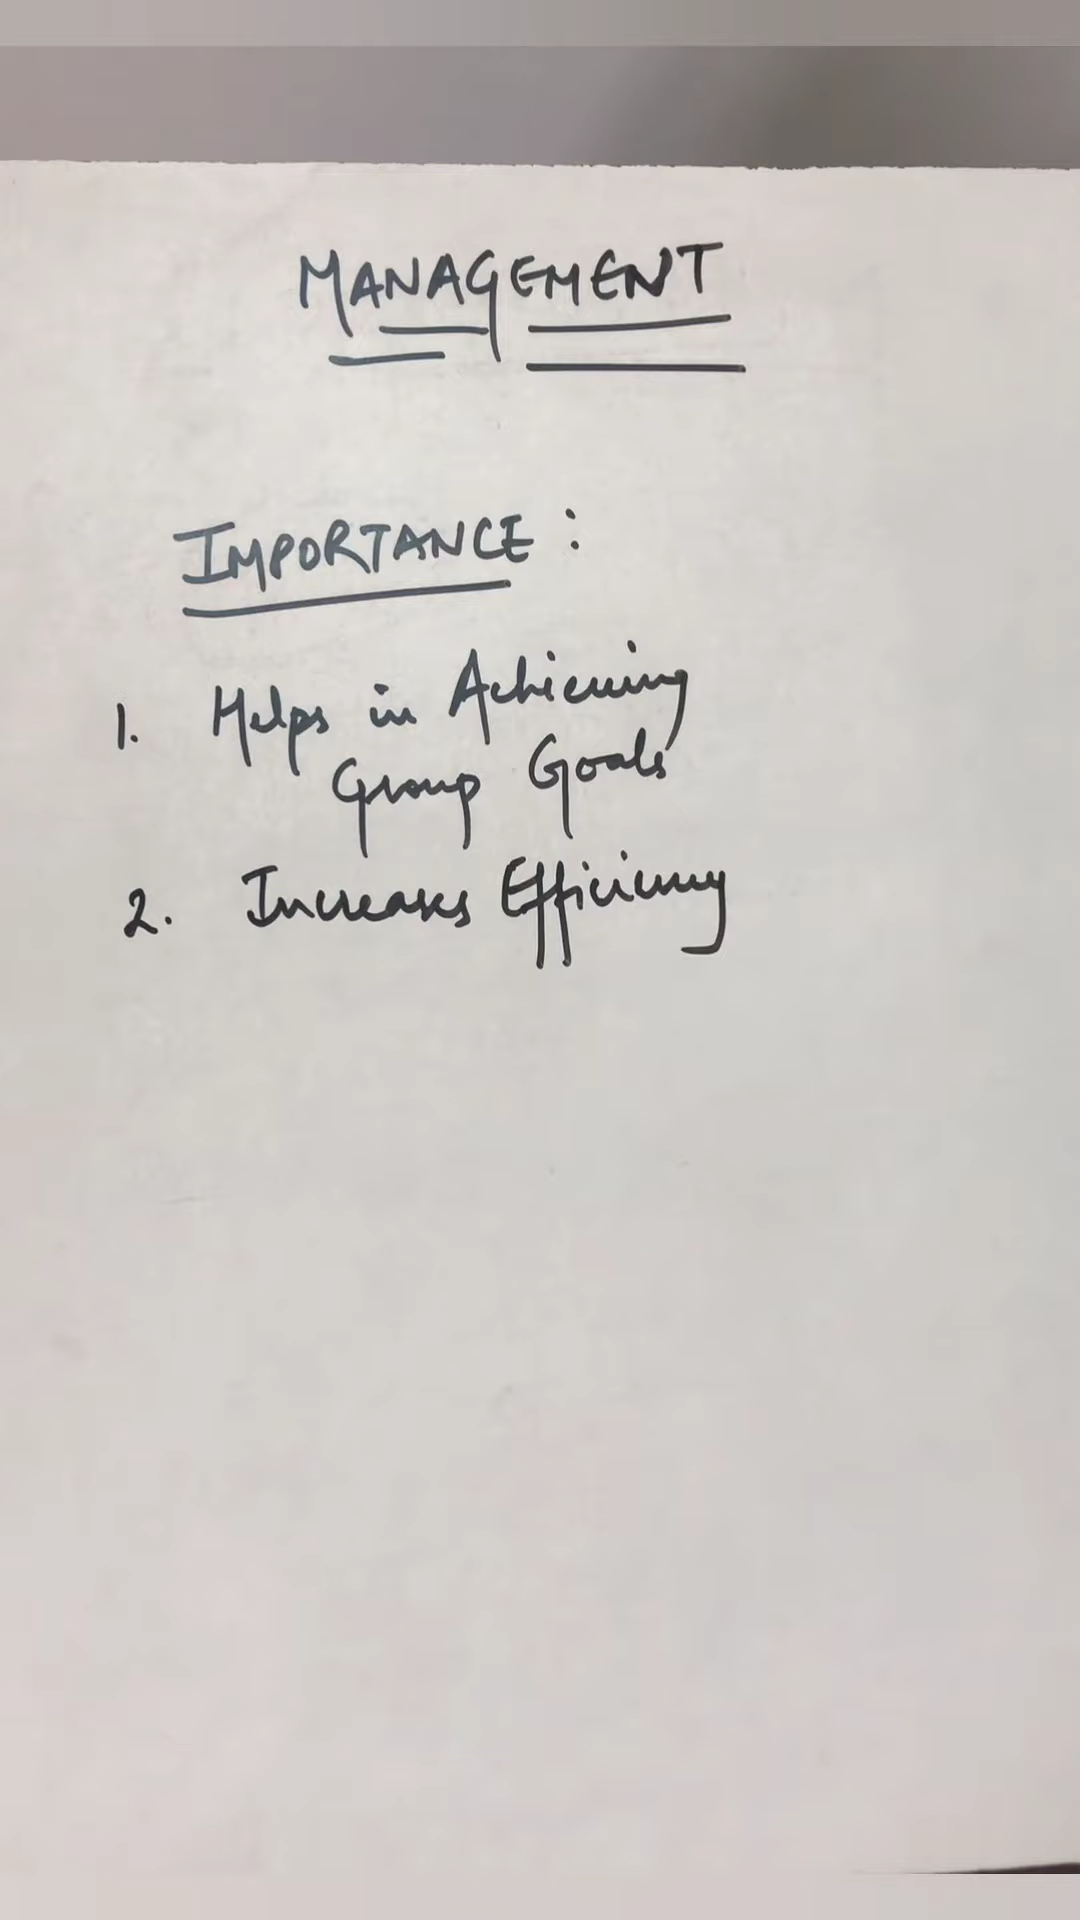 MANAGEMENT
IMPORTANCE :
1. Helps in Achieving
Group Goals
2. Increases Efficiency